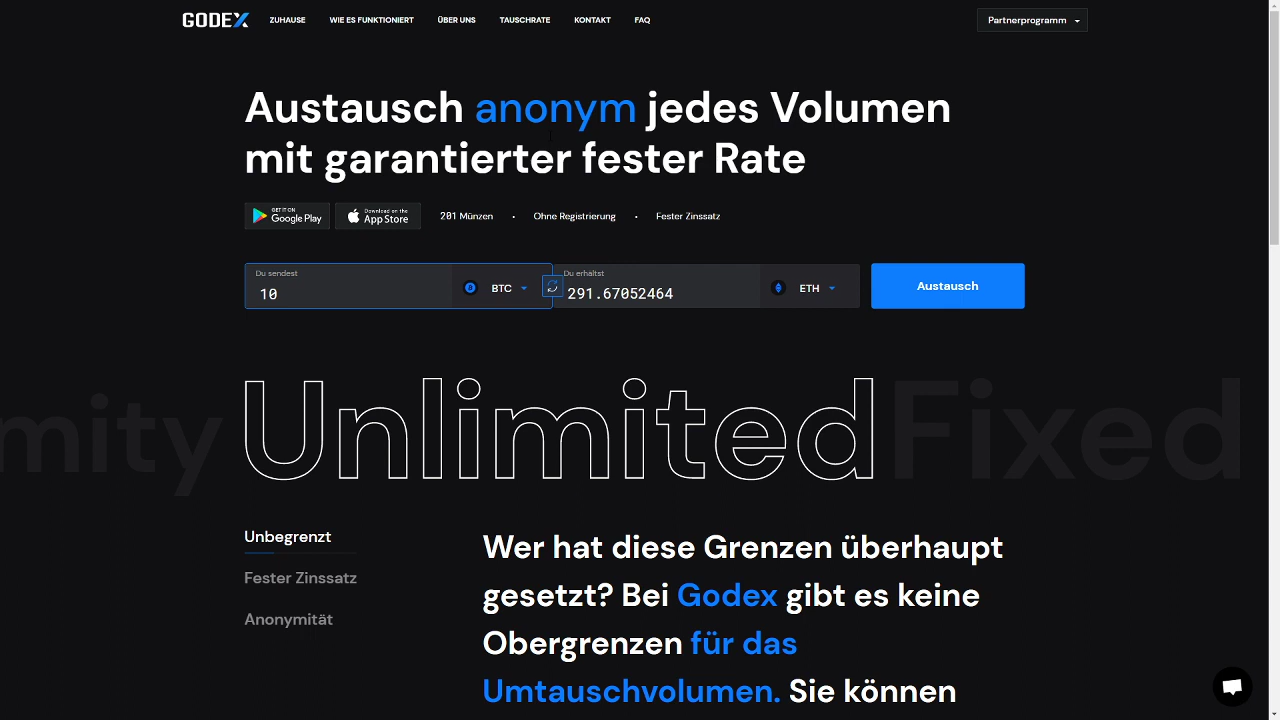 GODEX
ZUHAUSE
WIE ES FUNKTIONIERT
ÜBER UNS
TAUSCHRATE
KONTAKT
FAQ
Partnerprogramm
Austausch anonym jedes Volumen
mit garantierter fester Rate
GET IT ON
Google Play
Download on the
App Store
201 Münzen
Ohne Registrierung
Fester Zinssatz
Du sendest
10
BTC
Du erhältst
291.67052464
ETH
Austausch
mity Unlimited Fixed
Unbegrenzt
Fester Zinssatz
Anonymität
Wer hat diese Grenzen überhaupt
gesetzt? Bei Godex gibt es keine
Obergrenzen für das
Umtauschvolumen. Sie können